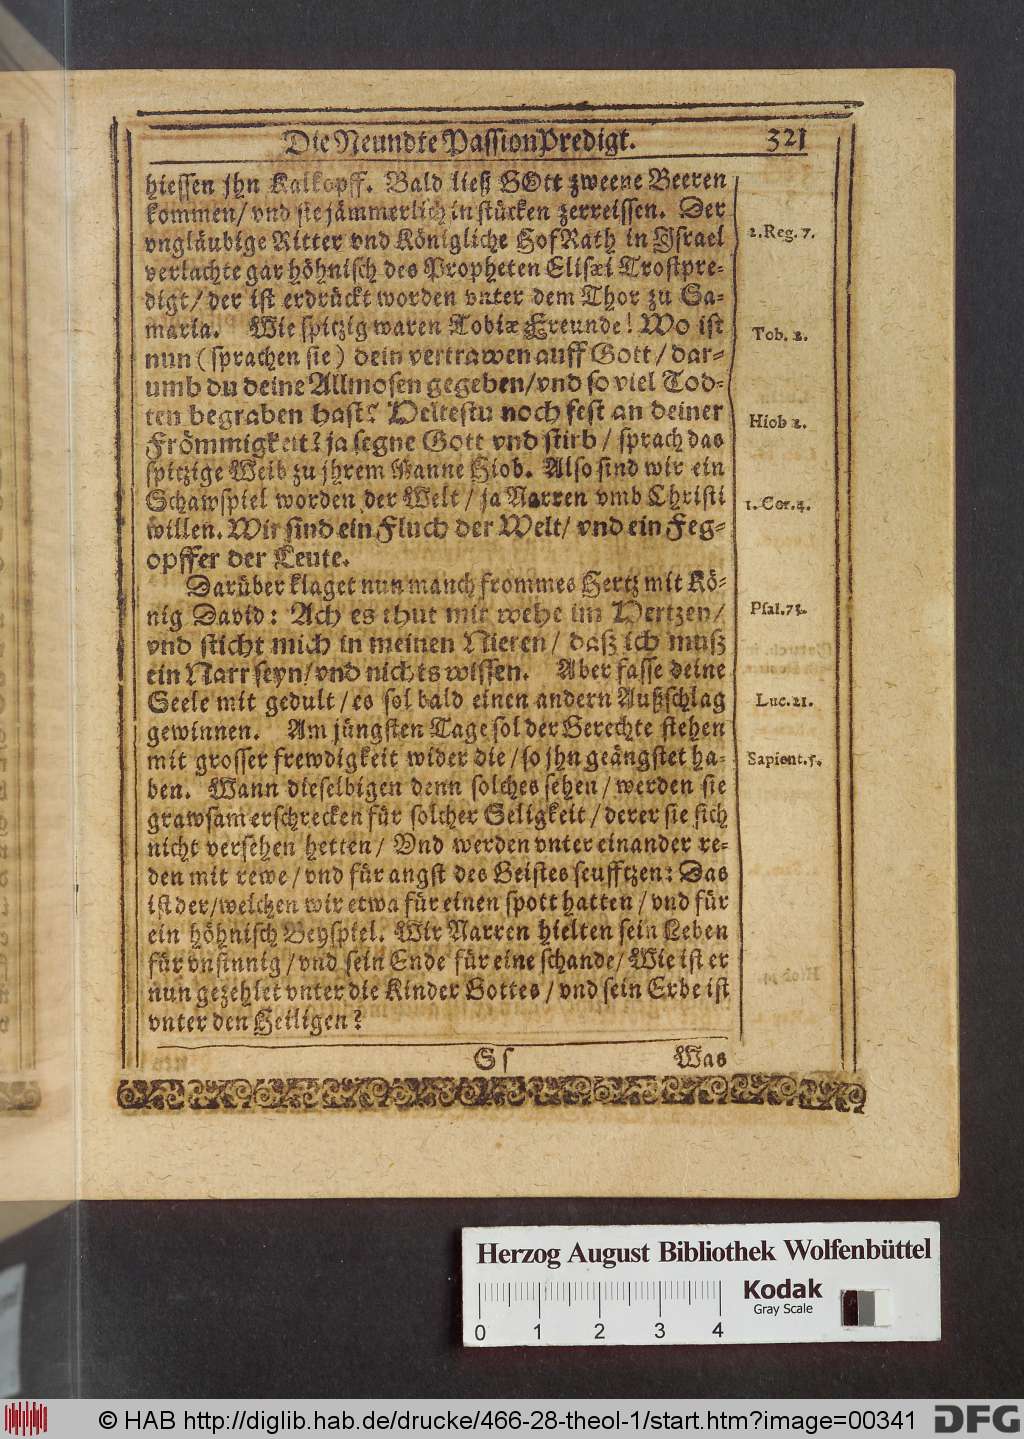 Die Neundte PassionPredigt. 321
hiessen jhn Kalkopff. Bald ließ GOtt zweene Beeren
kommen/ vnd sie jämmerlich in stücken zerreissen. Der
vngläubige Ritter vnd Königliche HofRath in Jsrael
verlachte gar höhnisch des Propheten Elisæi Trostpre-
digt/ der ist erdrückt worden vnter dem Thor zu Sa-
maria. Wie spitzig waren Tobiæ Freunde! Wo ist
nun (sprachen sie) dein vertrawen auff Gott/ dar-
umb du deine Allmosen gegeben/ vnd so viel Tod-
ten begraben hast? Heltestu noch fest an deiner
Frömmigkeit? ja segne Gott vnd stirb/ sprach das
spitzige Weib zu jhrem Manne Hiob. Also sind wir ein
Schawspiel worden der Welt/ ja Narren vmb Christi
willen. Wir sind ein Fluch der Welt/ vnd ein Feg-
opffer der Leute.
Darüber klaget nun manch frommes Hertz mit Kö-
nig David: Ach es thut mir wehe im Hertzen/
vnd sticht mich in meinen Nieren/ daß ich muß
ein Narr seyn/ vnd nichts wissen. Aber fasse deine
Seele mit gedult/ es sol bald einen andern Außschlag
gewinnen. Am jüngsten Tage sol der Gerechte stehen
mit grosser frewdigkeit wider die/ so jhn geängstet ha-
ben. Wann dieselbigen denn solches sehen/ werden sie
grawsam erschrecken für solcher Seligkeit/ derer sie sich
nicht versehen hetten/ Vnd werden vnter einander re-
den mit rewe/ vnd für angst des Geistes seufftzen: Das
ist der/ welchen wir etwa für einen spott hatten/ vnd für
ein höhnisch Beyspiel. Wir Narren hielten sein Leben
für vnsinnig/ vnd sein Ende für eine schande/ Wie ist er
nun gezehlet vnter die Kinder Gottes/ vnd sein Erbe ist
vnter den Heiligen?
Ss Was
2. Reg. 7.
Tob. 2.
Hiob 2.
1. Cor. 4.
Psal. 73.
Luc. 21.
Sapient. 5.
Herzog August Bibliothek Wolfenbüttel
Kodak
Gray Scale
0 1 2 3 4
© HAB http://diglib.hab.de/drucke/466-28-theol-1/start.htm?image=00341
DFG